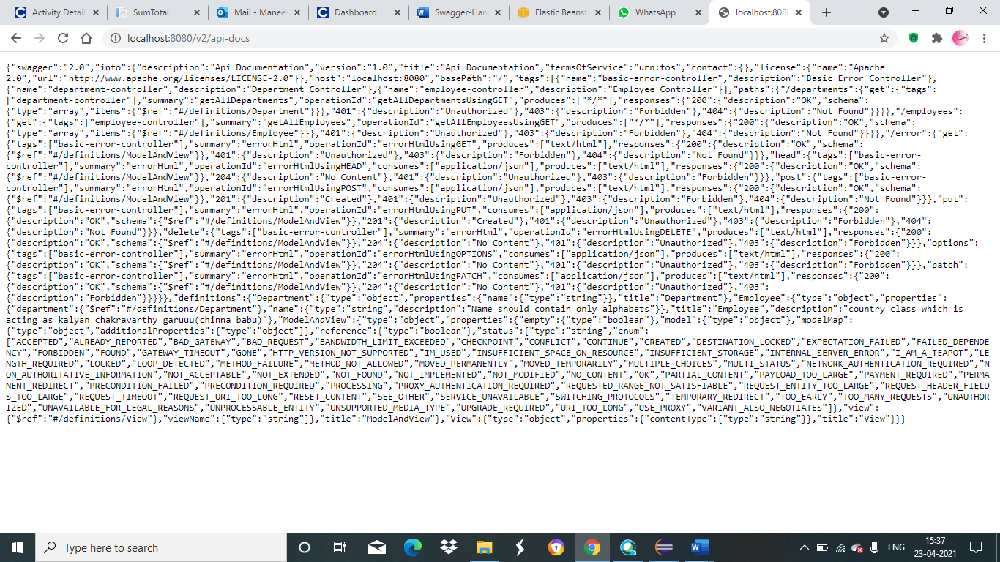 Activity Detail
SumTotal
Mail - Manee
Dashboard
Swagger-Han
Elastic Beanst
WhatsApp
localhost:808
localhost:8080/v2/api-docs
{"swagger":"2.0","info":{"description":"Api Documentation","version":"1.0","title":"Api Documentation","termsOfService":"urn:tos","contact":{},"license":{"name":"Apache
2.0","url":"http://www.apache.org/licenses/LICENSE-2.0"}},"host":"localhost:8080","basePath":"/","tags":[{"name":"basic-error-controller","description":"Basic Error Controller"},
{"name":"department-controller","description":"Department Controller"},{"name":"employee-controller","description":"Employee Controller"}],"paths":{"/departments":{"get":{"tags":
["department-controller"],"summary":"getAllDepartments","operationId":"getAllDepartmentsUsingGET","produces":["*/*"],"responses":{"200":{"description":"OK","schema":
{"type":"array","items":{"$ref":"#/definitions/Department"}}},"401":{"description":"Unauthorized"},"403":{"description":"Forbidden"},"404":{"description":"Not Found"}}}},"/employees":
{"get":{"tags":["employee-controller"],"summary":"getAllEmployees","operationId":"getAllEmployeesUsingGET","produces":["*/*"],"responses":{"200":{"description":"OK","schema":
{"type":"array","items":{"$ref":"#/definitions/Employee"}}},"401":{"description":"Unauthorized"},"403":{"description":"Forbidden"},"404":{"description":"Not Found"}}}},"/error":{"get":
{"tags":["basic-error-controller"],"summary":"errorHtml","operationId":"errorHtmlUsingGET","produces":["text/html"],"responses":{"200":{"description":"OK","schema":
{"$ref":"#/definitions/ModelAndView"}},"401":{"description":"Unauthorized"},"403":{"description":"Forbidden"},"404":{"description":"Not Found"}}},"head":{"tags":["basic-error-
controller"],"summary":"errorHtml","operationId":"errorHtmlUsingHEAD","consumes":["application/json"],"produces":["text/html"],"responses":{"200":{"description":"OK","schema":
{"$ref":"#/definitions/ModelAndView"}},"204":{"description":"No Content"},"401":{"description":"Unauthorized"},"403":{"description":"Forbidden"}}},"post":{"tags":["basic-error-
controller"],"summary":"errorHtml","operationId":"errorHtmlUsingPOST","consumes":["application/json"],"produces":["text/html"],"responses":{"200":{"description":"OK","schema":
{"$ref":"#/definitions/ModelAndView"}},"201":{"description":"Created"},"401":{"description":"Unauthorized"},"403":{"description":"Forbidden"},"404":{"description":"Not Found"}}},"put":
{"tags":["basic-error-controller"],"summary":"errorHtml","operationId":"errorHtmlUsingPUT","consumes":["application/json"],"produces":["text/html"],"responses":{"200":
{"description":"OK","schema":{"$ref":"#/definitions/ModelAndView"}},"201":{"description":"Created"},"401":{"description":"Unauthorized"},"403":{"description":"Forbidden"},"404":
{"description":"Not Found"}}},"delete":{"tags":["basic-error-controller"],"summary":"errorHtml","operationId":"errorHtmlUsingDELETE","produces":["text/html"],"responses":{"200":
{"description":"OK","schema":{"$ref":"#/definitions/ModelAndView"}},"204":{"description":"No Content"},"401":{"description":"Unauthorized"},"403":{"description":"Forbidden"}}},"options":
{"tags":["basic-error-controller"],"summary":"errorHtml","operationId":"errorHtmlUsingOPTIONS","consumes":["application/json"],"produces":["text/html"],"responses":{"200":
{"description":"OK","schema":{"$ref":"#/definitions/ModelAndView"}},"204":{"description":"No Content"},"401":{"description":"Unauthorized"},"403":{"description":"Forbidden"}}},"patch":
{"tags":["basic-error-controller"],"summary":"errorHtml","operationId":"errorHtmlUsingPATCH","consumes":["application/json"],"produces":["text/html"],"responses":{"200":
{"description":"OK","schema":{"$ref":"#/definitions/ModelAndView"}},"204":{"description":"No Content"},"401":{"description":"Unauthorized"},"403":
{"description":"Forbidden"}}}}},"definitions":{"Department":{"type":"object","properties":{"name":{"type":"string"}},"title":"Department"},"Employee":{"type":"object","properties":
{"department":{"$ref":"#/definitions/Department"},"name":{"type":"string","description":"Name should contain only alphabets"}},"title":"Employee","description":"country class which is
acting as kalyan chakravarthy garuuu(chinna babu)"},"ModelAndView":{"type":"object","properties":{"empty":{"type":"boolean"},"model":{"type":"object"},"modelMap":
{"type":"object","additionalProperties":{"type":"object"}},"reference":{"type":"boolean"},"status":{"type":"string","enum":
["ACCEPTED","ALREADY_REPORTED","BAD_GATEWAY","BAD_REQUEST","BANDWIDTH_LIMIT_EXCEEDED","CHECKPOINT","CONFLICT","CONTINUE","CREATED","DESTINATION_LOCKED","EXPECTATION_FAILED","FAILED_DEPENDE
NCY","FORBIDDEN","FOUND","GATEWAY_TIMEOUT","GONE","HTTP_VERSION_NOT_SUPPORTED","IM_USED","INSUFFICIENT_SPACE_ON_RESOURCE","INSUFFICIENT_STORAGE","INTERNAL_SERVER_ERROR","I_AM_A_TEAPOT","LE
NGTH_REQUIRED","LOCKED","LOOP_DETECTED","METHOD_FAILURE","METHOD_NOT_ALLOWED","MOVED_PERMANENTLY","MOVED_TEMPORARILY","MULTIPLE_CHOICES","MULTI_STATUS","NETWORK_AUTHENTICATION_REQUIRED","NO
N_AUTHORITATIVE_INFORMATION","NOT_ACCEPTABLE","NOT_EXTENDED","NOT_FOUND","NOT_IMPLEMENTED","NOT_MODIFIED","NO_CONTENT","OK","PARTIAL_CONTENT","PAYLOAD_TOO_LARGE","PAYMENT_REQUIRED","PERMA
NENT_REDIRECT","PRECONDITION_FAILED","PRECONDITION_REQUIRED","PROCESSING","PROXY_AUTHENTICATION_REQUIRED","REQUESTED_RANGE_NOT_SATISFIABLE","REQUEST_ENTITY_TOO_LARGE","REQUEST_HEADER_FIELD
S_TOO_LARGE","REQUEST_TIMEOUT","REQUEST_URI_TOO_LONG","RESET_CONTENT","SEE_OTHER","SERVICE_UNAVAILABLE","SWITCHING_PROTOCOLS","TEMPORARY_REDIRECT","TOO_EARLY","TOO_MANY_REQUESTS","UNAUTHOR
IZED","UNAVAILABLE_FOR_LEGAL_REASONS","UNPROCESSABLE_ENTITY","UNSUPPORTED_MEDIA_TYPE","UPGRADE_REQUIRED","URI_TOO_LONG","USE_PROXY","VARIANT_ALSO_NEGOTIATES"]},"view":
{"$ref":"#/definitions/View"},"viewName":{"type":"string"}},"title":"ModelAndView"},"View":{"type":"object","properties":{"contentType":{"type":"string"}},"title":"View"}}}
Type here to search
ENG
15:37
23-04-2021